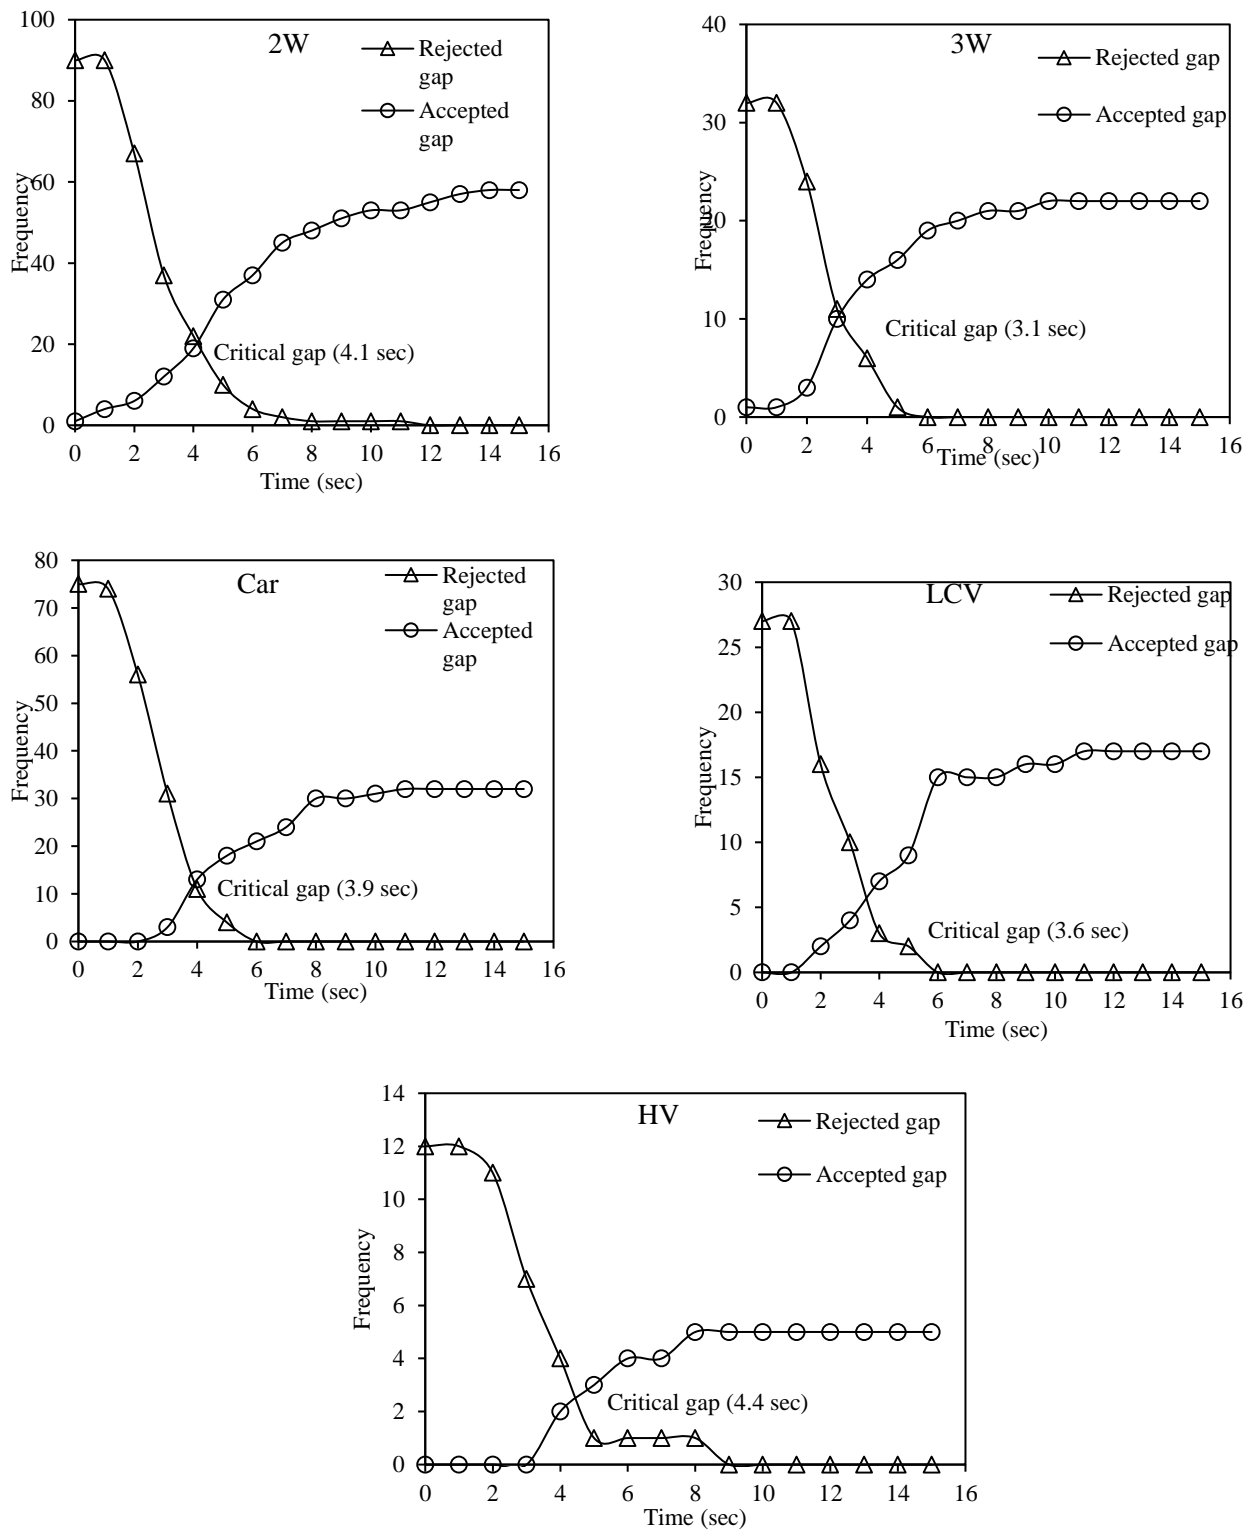 2W
Rejected
gap
Accepted
gap
100
80
60
40
20
0
Frequency
Critical gap (4.1 sec)
0 2 4 6 8 10 12 14 16
Time (sec)
3W
Rejected gap
Accepted gap
40
30
20
10
0
Frequency
Critical gap (3.1 sec)
0 2 4 6 8 10 12 14 16
Time (sec)
Car
Rejected
gap
Accepted
gap
80
70
60
50
40
30
20
10
0
Frequency
Critical gap (3.9 sec)
0 2 4 6 8 10 12 14 16
Time (sec)
LCV
Rejected gap
Accepted gap
30
25
20
15
10
5
0
Frequency
Critical gap (3.6 sec)
0 2 4 6 8 10 12 14 16
Time (sec)
HV
Rejected gap
Accepted gap
14
12
10
8
6
4
2
0
Frequency
Critical gap (4.4 sec)
0 2 4 6 8 10 12 14 16
Time (sec)